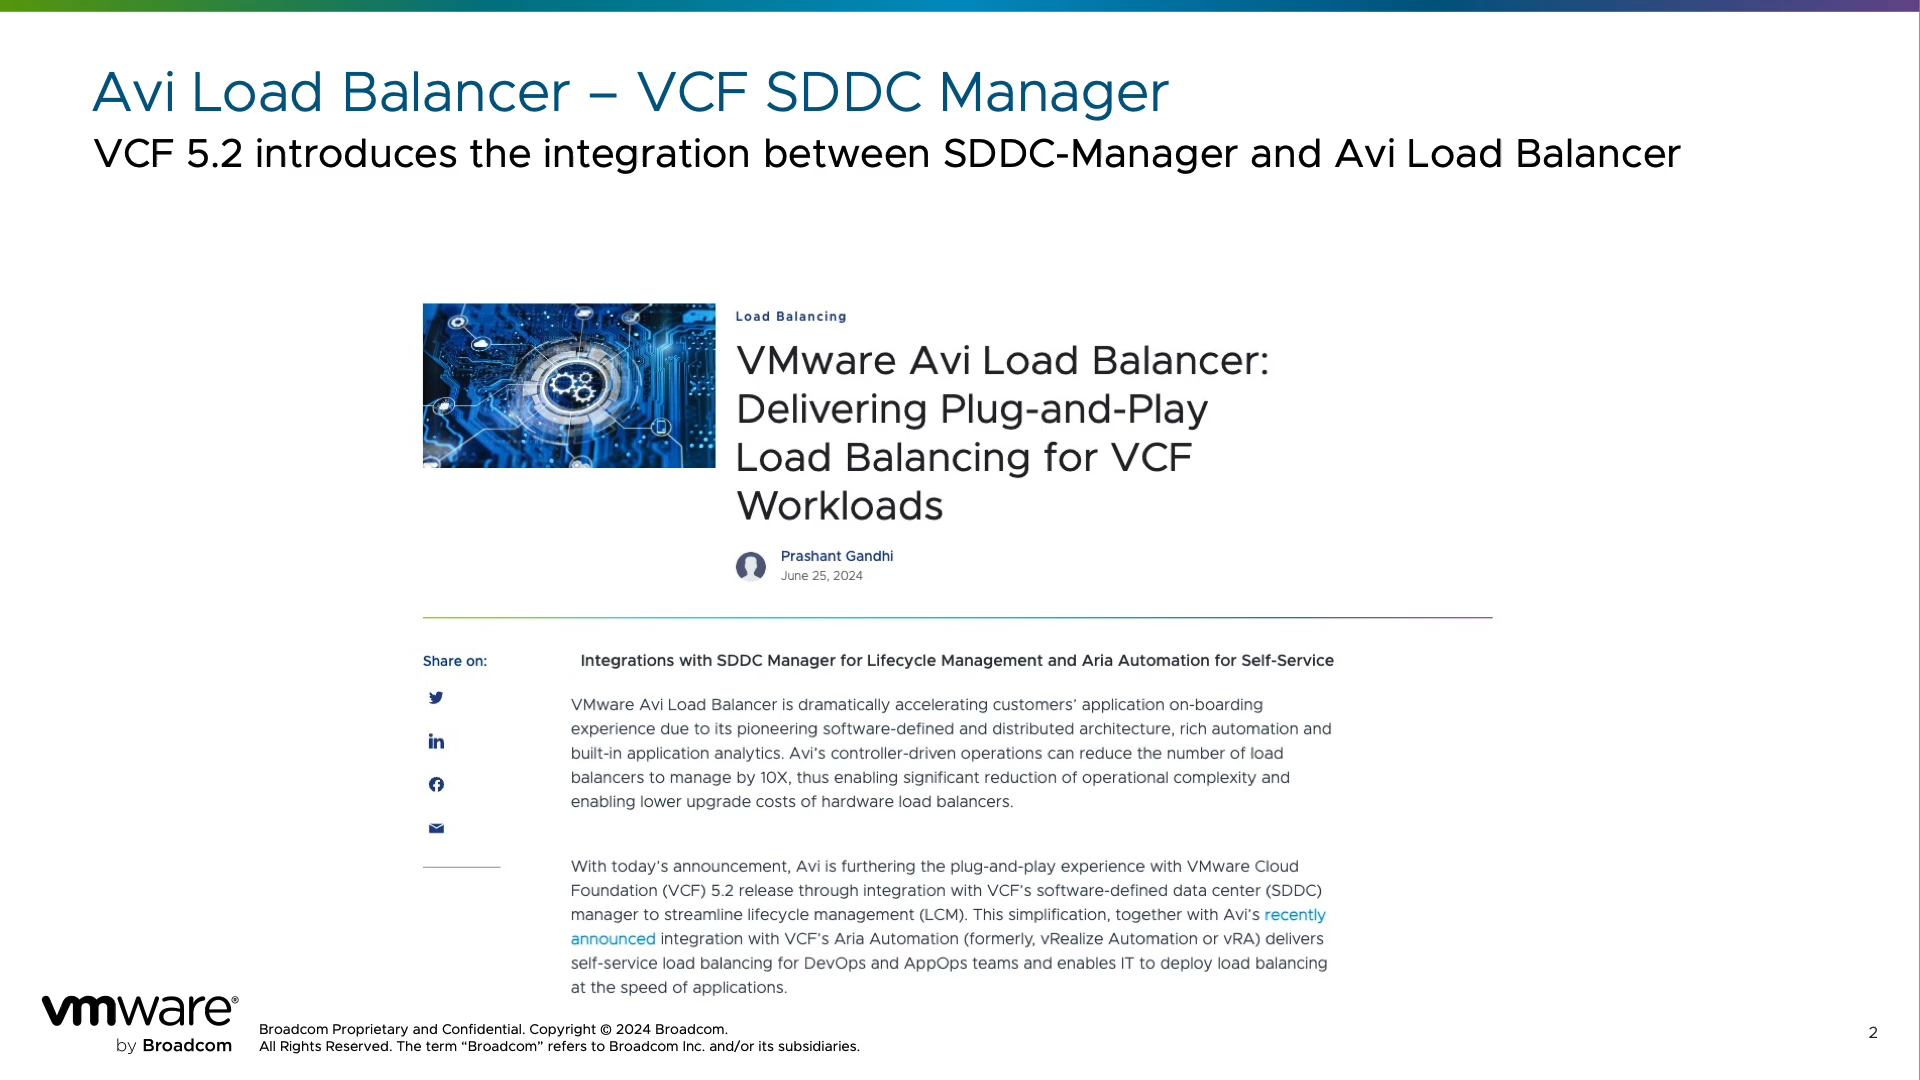 Avi Load Balancer – VCF SDDC Manager
VCF 5.2 introduces the integration between SDDC-Manager and Avi Load Balancer
Load Balancing
VMware Avi Load Balancer:
Delivering Plug-and-Play
Load Balancing for VCF
Workloads
Prashant Gandhi
June 25, 2024
Share on:
Integrations with SDDC Manager for Lifecycle Management and Aria Automation for Self-Service
VMware Avi Load Balancer is dramatically accelerating customers’ application on-boarding
experience due to its pioneering software-defined and distributed architecture, rich automation and
built-in application analytics. Avi’s controller-driven operations can reduce the number of load
balancers to manage by 10X, thus enabling significant reduction of operational complexity and
enabling lower upgrade costs of hardware load balancers.
With today’s announcement, Avi is furthering the plug-and-play experience with VMware Cloud
Foundation (VCF) 5.2 release through integration with VCF’s software-defined data center (SDDC)
manager to streamline lifecycle management (LCM). This simplification, together with Avi’s recently
announced integration with VCF’s Aria Automation (formerly, vRealize Automation or vRA) delivers
self-service load balancing for DevOps and AppOps teams and enables IT to deploy load balancing
at the speed of applications.
vmware®
by Broadcom
Broadcom Proprietary and Confidential. Copyright © 2024 Broadcom.
All Rights Reserved. The term “Broadcom” refers to Broadcom Inc. and/or its subsidiaries.
2